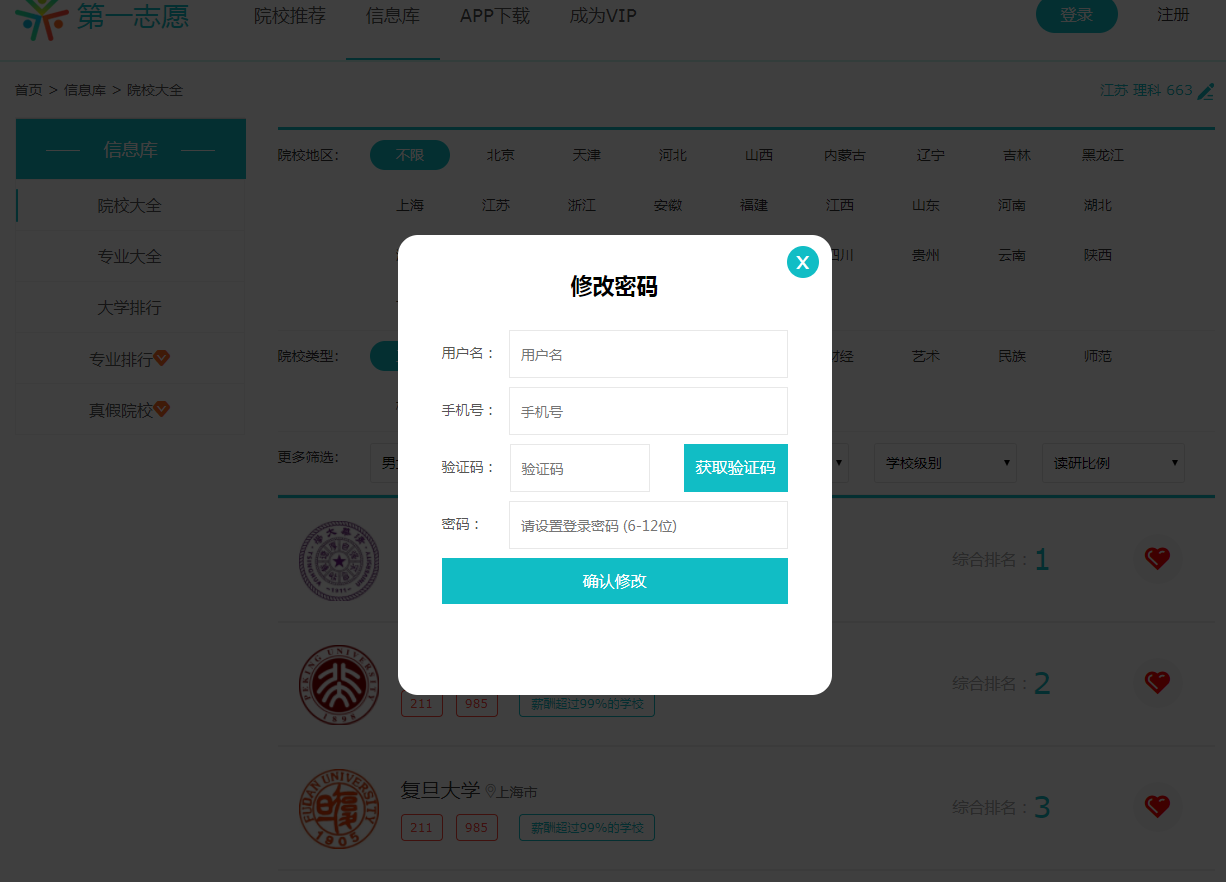 第一志愿 院校推荐 信息库 APP下载 成为VIP 登录 注册
首页 > 信息库 > 院校大全 江苏 理科 663
信息库
院校大全
专业大全
大学排行
专业排行
真假院校
院校地区: 不限 北京 天津 河北 山西 内蒙古 辽宁 吉林 黑龙江
上海 江苏 浙江 安徽 福建 江西 山东 河南 湖北
四川 贵州 云南 陕西
院校类型: 财经 艺术 民族 师范
更多筛选: 男 学校级别 读研比例
X
修改密码
用户名： 用户名
手机号： 手机号
验证码： 验证码 获取验证码
密码： 请设置登录密码 (6-12位)
确认修改
1911
综合排名：1
PEKING UNIVERSITY
1898
综合排名：2
211 985 薪酬超过99%的学校
FUDAN UNIVERSITY
1905
复旦大学 上海市
综合排名：3
211 985 薪酬超过99%的学校